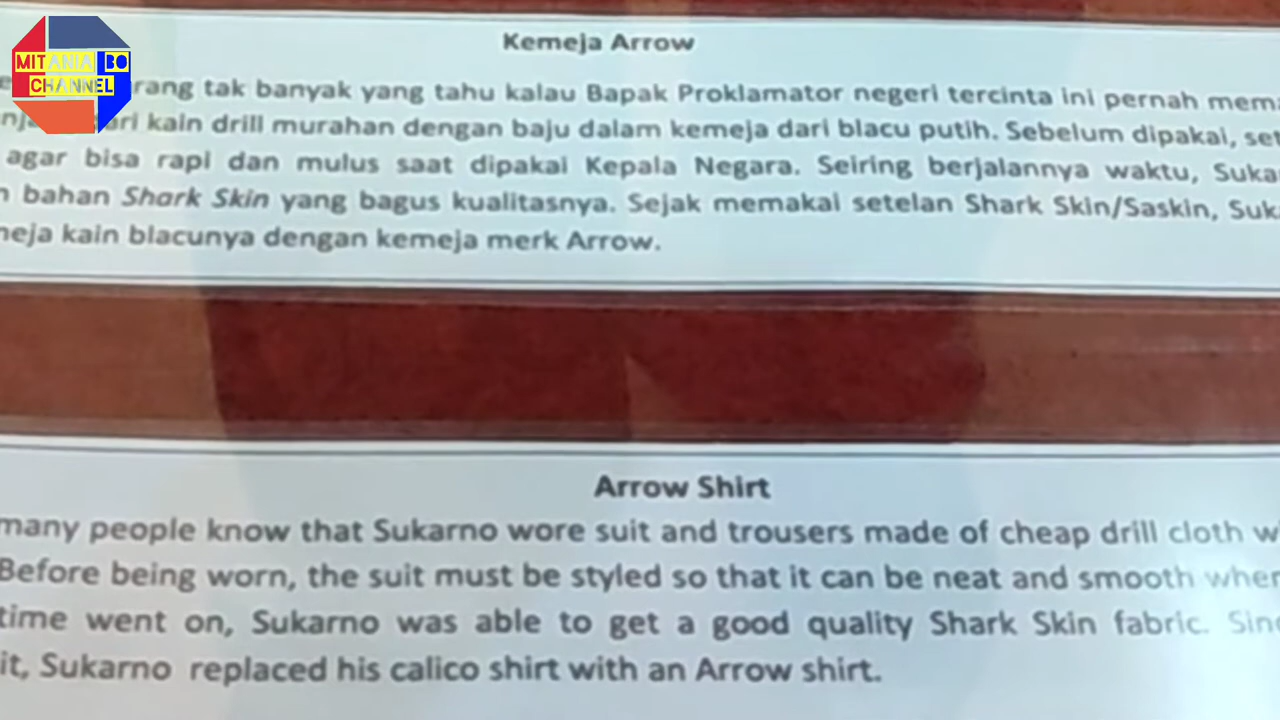 MITANIA BO
CHANNEL
Kemeja Arrow
rang tak banyak yang tahu kalau Bapak Proklamator negeri tercinta ini pernah mema
ari kain drill murahan dengan baju dalam kemeja dari blacu putih. Sebelum dipakai, set
agar bisa rapi dan mulus saat dipakai Kepala Negara. Seiring berjalannya waktu, Suka
n bahan Shark Skin yang bagus kualitasnya. Sejak memakai setelan Shark Skin/Saskin, Suk
neja kain blacunya dengan kemeja merk Arrow.
Arrow Shirt
many people know that Sukarno wore suit and trousers made of cheap drill cloth w
Before being worn, the suit must be styled so that it can be neat and smooth when
time went on, Sukarno was able to get a good quality Shark Skin fabric. Sinc
it, Sukarno replaced his calico shirt with an Arrow shirt.